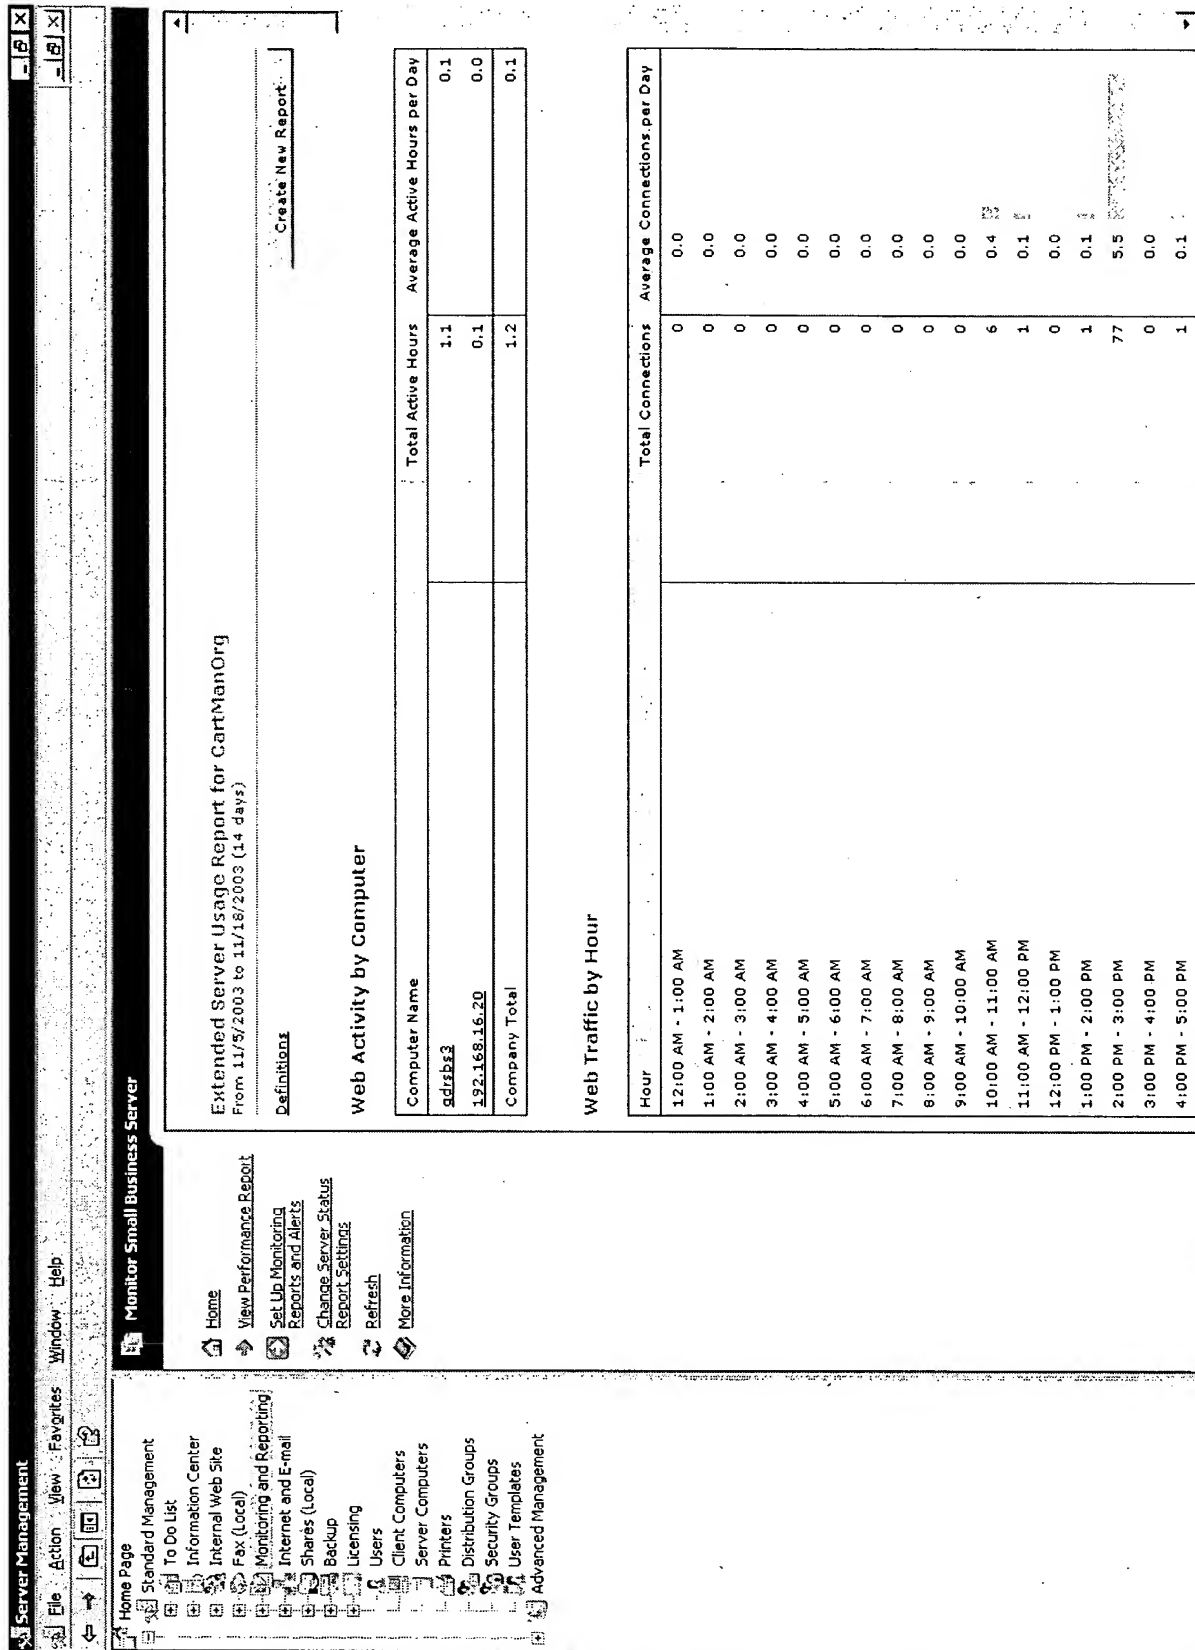 Server Management
File Action View Favorites Window Help
Home Page
Standard Management
To Do List
Information Center
Internal Web Site
Fax (Local)
Monitoring and Reporting
Internet and E-mail
Shares (Local)
Backup
Licensing
Users
Client Computers
Server Computers
Printers
Distribution Groups
Security Groups
User Templates
Advanced Management
Monitor Small Business Server
Home
View Performance Report
Set Up Monitoring
Reports and Alerts
Change Server Status
Report Settings
Refresh
More Information
Extended Server Usage Report for CartManOrg
From 11/5/2003 to 11/18/2003 (14 days)
Definitions Create New Report
Web Activity by Computer
Computer Name Total Active Hours Average Active Hours per Day
gdrsbs3 1.1 0.1
192.168.16.20 0.1 0.0
Company Total 1.2 0.1
Web Traffic by Hour
Hour Total Connections Average Connections per Day
12:00 AM - 1:00 AM 0 0.0
1:00 AM - 2:00 AM 0 0.0
2:00 AM - 3:00 AM 0 0.0
3:00 AM - 4:00 AM 0 0.0
4:00 AM - 5:00 AM 0 0.0
5:00 AM - 6:00 AM 0 0.0
6:00 AM - 7:00 AM 0 0.0
7:00 AM - 8:00 AM 0 0.0
8:00 AM - 9:00 AM 0 0.0
9:00 AM - 10:00 AM 0 0.0
10:00 AM - 11:00 AM 6 0.4
11:00 AM - 12:00 PM 1 0.1
12:00 PM - 1:00 PM 0 0.0
1:00 PM - 2:00 PM 1 0.1
2:00 PM - 3:00 PM 77 5.5
3:00 PM - 4:00 PM 0 0.0
4:00 PM - 5:00 PM 1 0.1